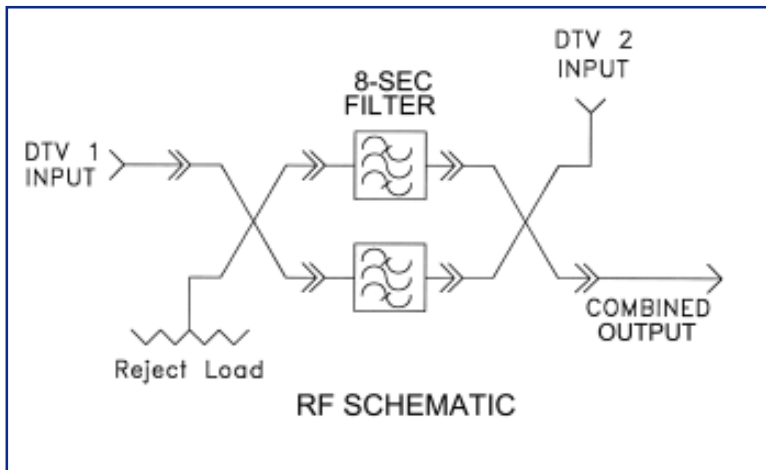 DTV 2
INPUT
8-SEC
FILTER
DTV 1
INPUT
COMBINED
OUTPUT
Reject Load
RF SCHEMATIC